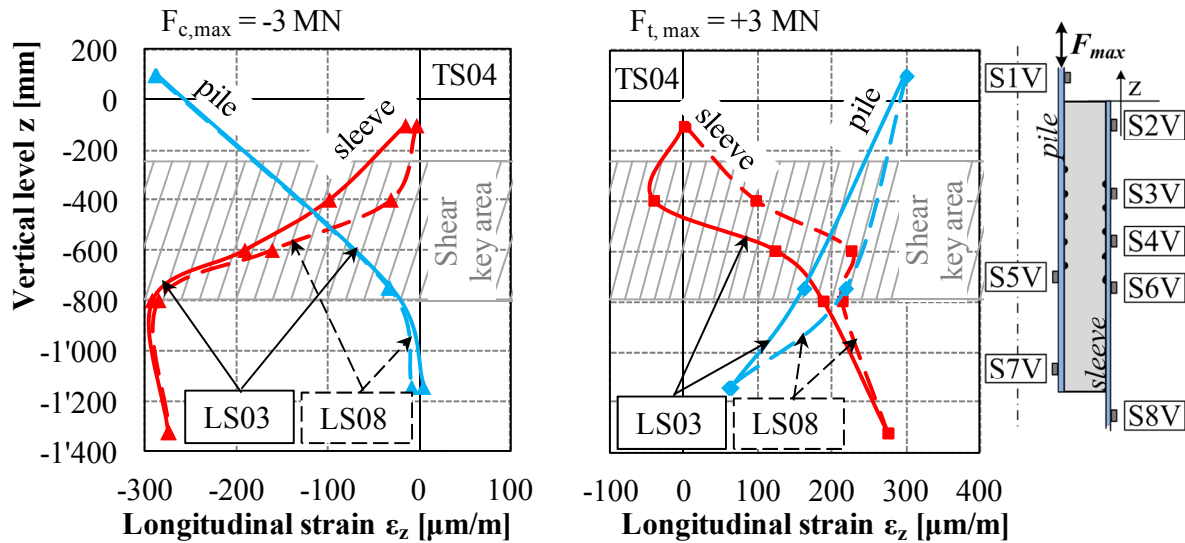 F_c,max = -3 MN
F_t, max = +3 MN
Vertical level z [mm]
200
0
-200
-400
-600
-800
-1'000
-1'200
-1'400
TS04
pile
sleeve
Shear
key area
LS03
LS08
-300
-200
-100
0
100
Longitudinal strain ε_z [µm/m]
TS04
sleeve
pile
Shear
key area
LS03
LS08
-100
0
100
200
300
400
Longitudinal strain ε_z [µm/m]
F_max
S1V
z
S2V
pile
S3V
S4V
S5V
S6V
sleeve
S7V
S8V